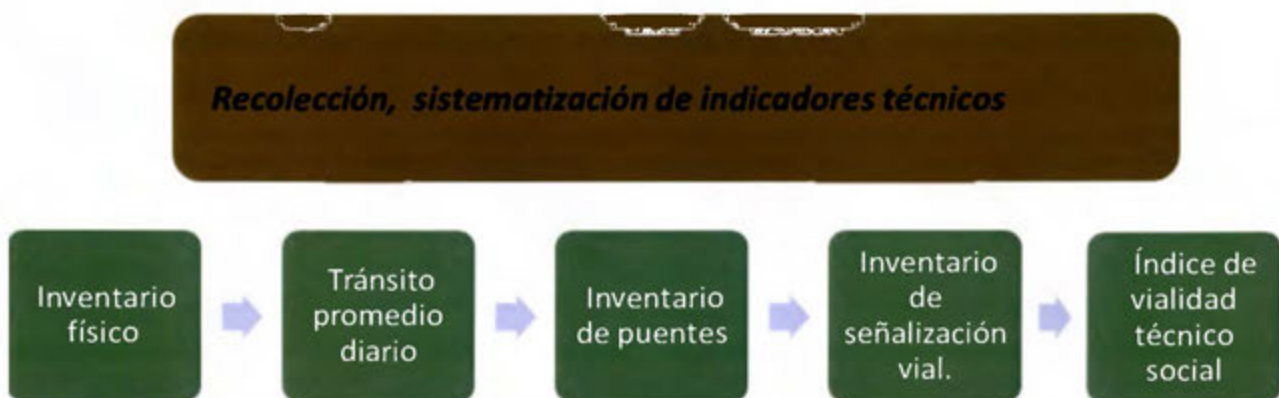 Recolección, sistematización de indicadores técnicos
Inventario
físico
Tránsito
promedio
diario
Inventario
de puentes
Inventario
de
señalización
vial.
Índice de
vialidad
técnico
social